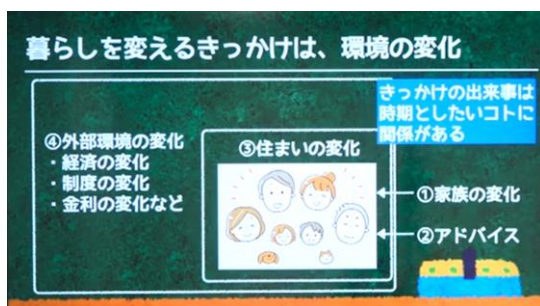 暮らしを変えるきっかけは、環境の変化
きっかけの出来事は
時期としたいコトに
関係がある
④外部環境の変化
・経済の変化
・制度の変化
・金利の変化など
③住まいの変化
①家族の変化
②アドバイス